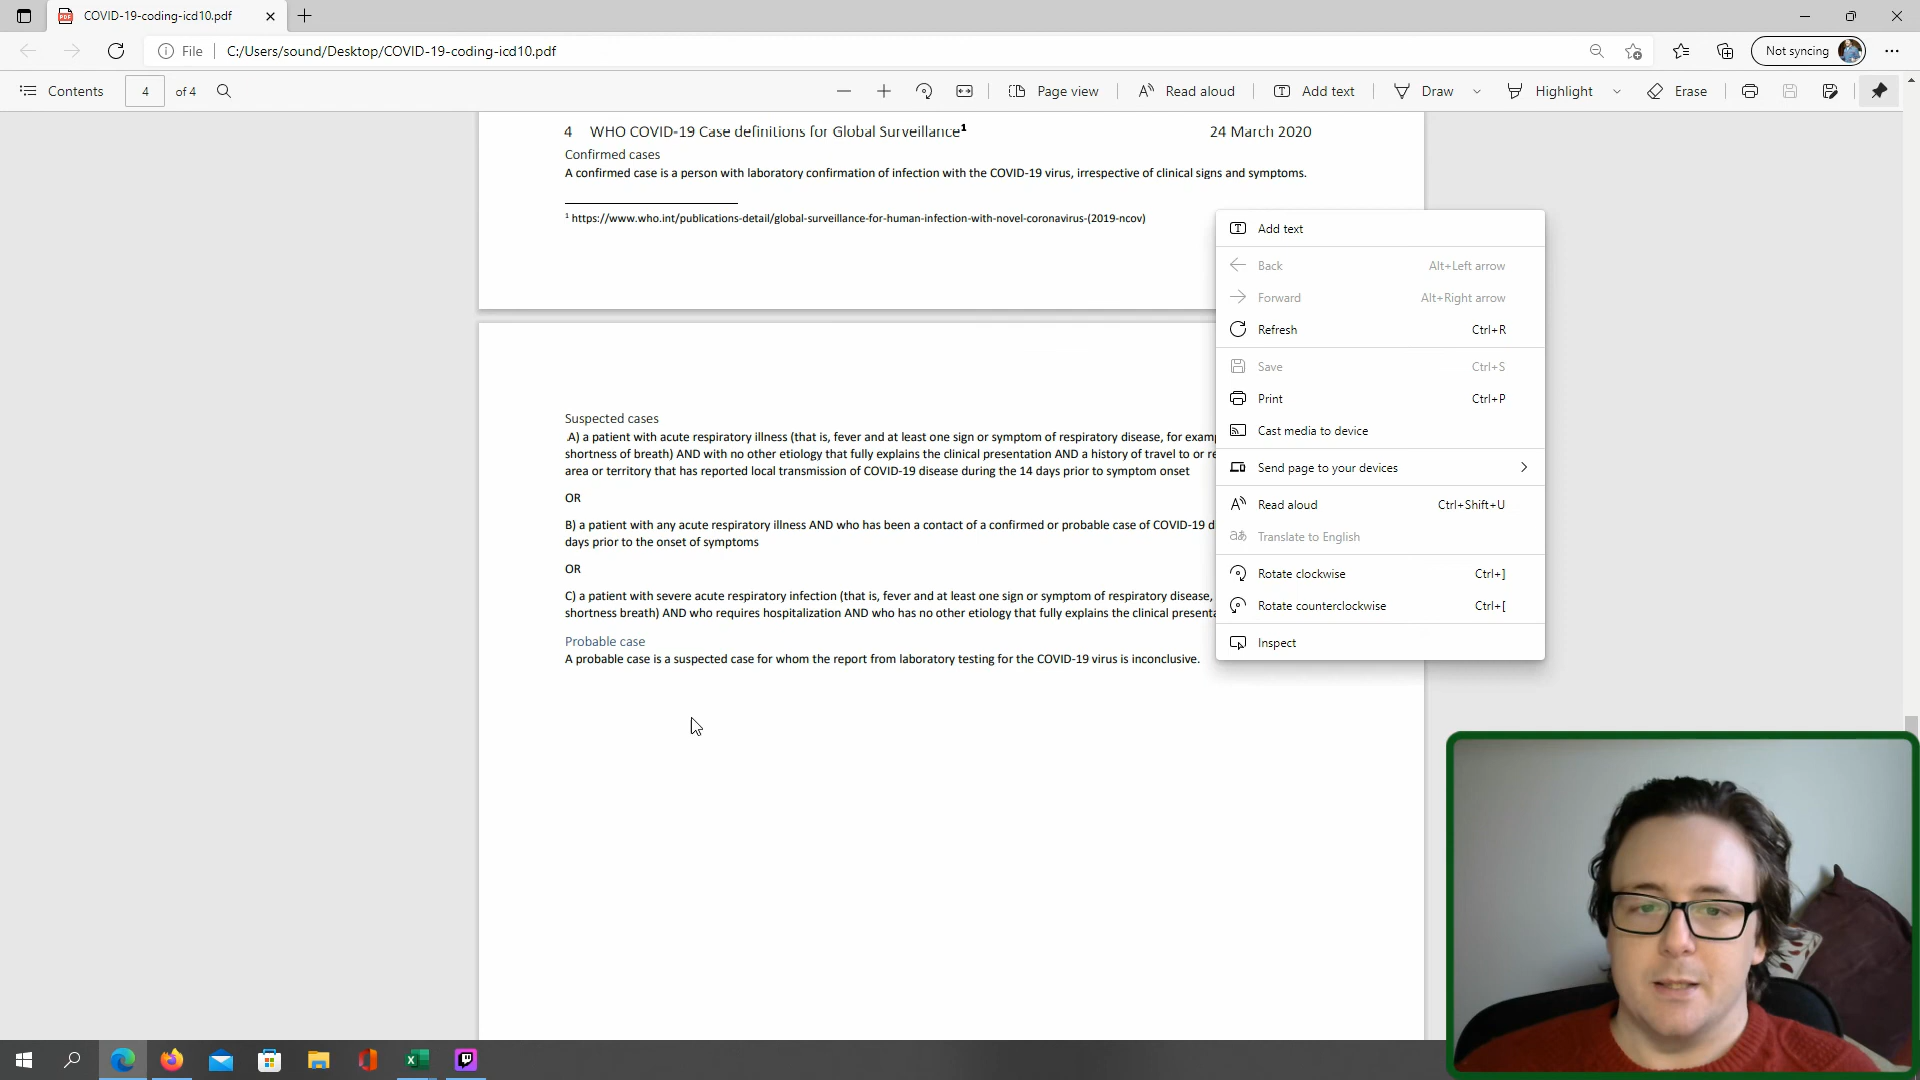 COVID-19-coding-icd10.pdf
File
C:/Users/sound/Desktop/COVID-19-coding-icd10.pdf
Not syncing
Contents
4
of 4
Page view
Read aloud
Add text
Draw
Highlight
Erase
4 WHO COVID-19 Case definitions for Global Surveillance¹ 24 March 2020
Confirmed cases
A confirmed case is a person with laboratory confirmation of infection with the COVID-19 virus, irrespective of clinical signs and symptoms.
¹ https://www.who.int/publications-detail/global-surveillance-for-human-infection-with-novel-coronavirus-(2019-ncov)
Suspected cases
A) a patient with acute respiratory illness (that is, fever and at least one sign or symptom of respiratory disease, for
shortness of breath) AND with no other etiology that fully explains the clinical presentation AND a history of travel to or
area or territory that has reported local transmission of COVID-19 disease during the 14 days prior to symptom onset
OR
B) a patient with any acute respiratory illness AND who has been a contact of a confirmed or probable case of COVID-19
days prior to the onset of symptoms
OR
C) a patient with severe acute respiratory infection (that is, fever and at least one sign or symptom of respiratory disease,
shortness breath) AND who requires hospitalization AND who has no other etiology that fully explains the clinical
Probable case
A probable case is a suspected case for whom the report from laboratory testing for the COVID-19 virus is inconclusive.
Add text
Back Alt+Left arrow
Forward Alt+Right arrow
Refresh Ctrl+R
Save Ctrl+S
Print Ctrl+P
Cast media to device
Send page to your devices
Read aloud Ctrl+Shift+U
Translate to English
Rotate clockwise Ctrl+]
Rotate counterclockwise Ctrl+[
Inspect